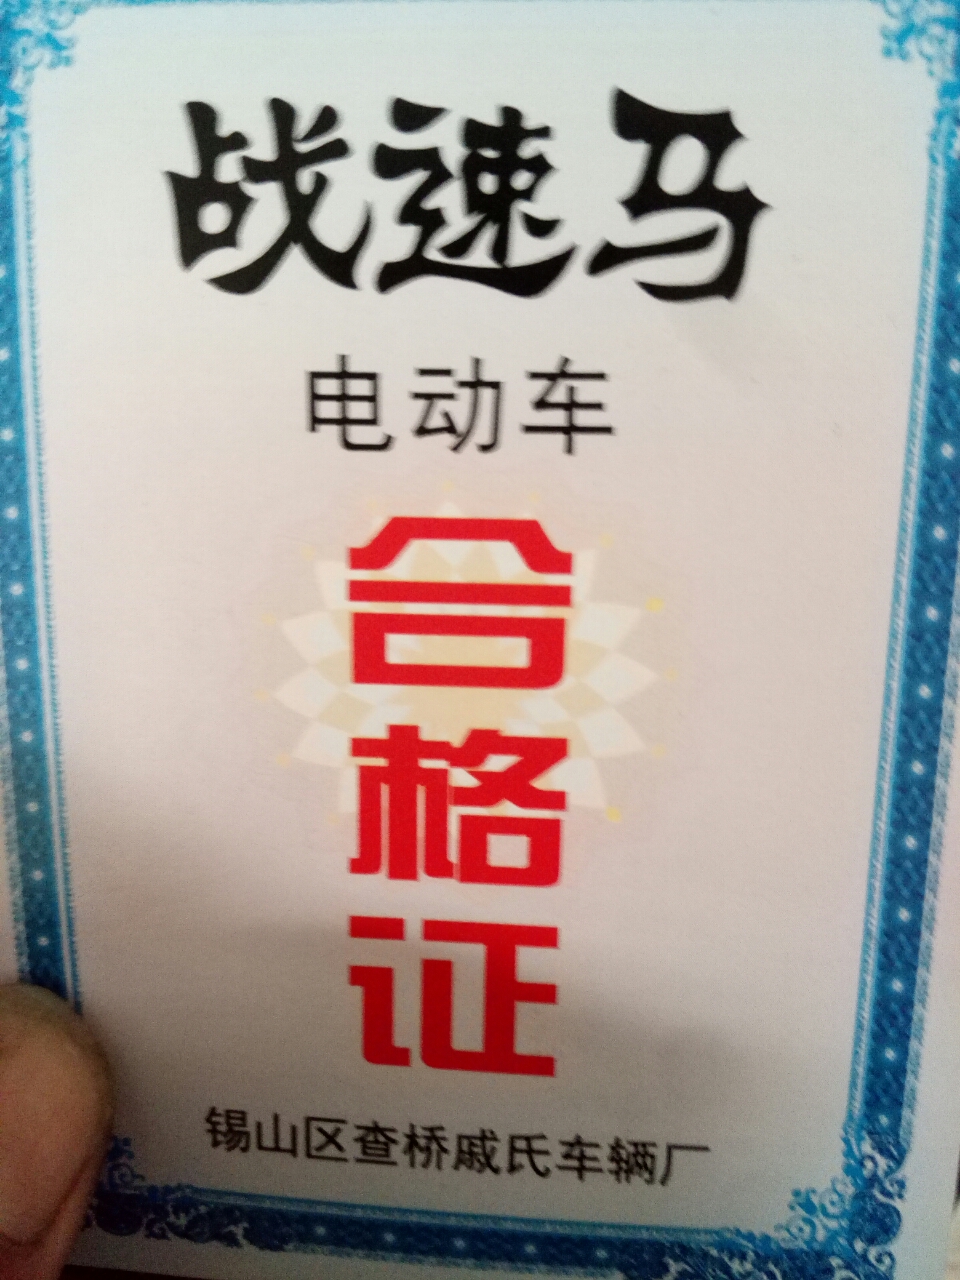 战速马
电动车
合
格
证
锡山区查桥戚氏车辆厂